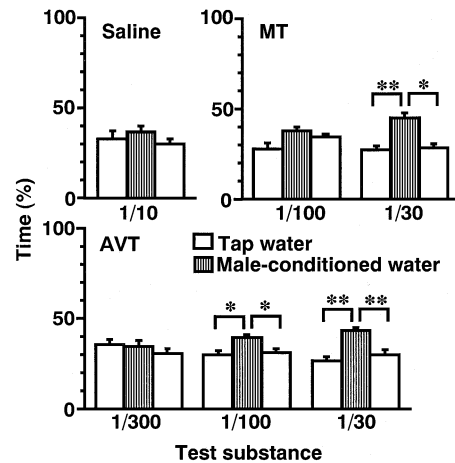 100
Saline
50
0
1/10
100
MT
** *
50
0
1/100 1/30
Time (%)
100
AVT
Tap water
Male-conditioned water
* * ** **
50
0
1/300 1/100 1/30
Test substance